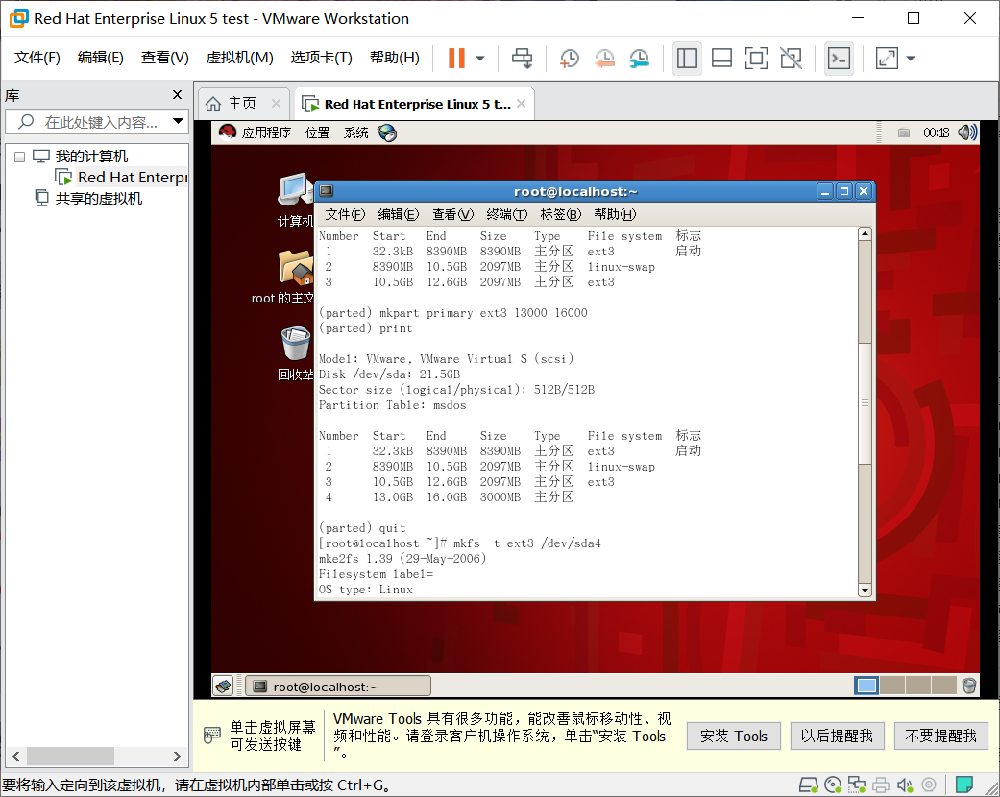 Red Hat Enterprise Linux 5 test - VMware Workstation
文件(F) 编辑(E) 查看(V) 虚拟机(M) 选项卡(T) 帮助(H)
库
在此处键入内容...
我的计算机
Red Hat Enterpr
共享的虚拟机
主页
Red Hat Enterprise Linux 5 t...
应用程序 位置 系统
00:18
计算机
root 的主文
回收站
root@localhost:~
文件(F) 编辑(E) 查看(V) 终端(T) 标签(B) 帮助(H)
Number Start End Size Type File system 标志
1 32.3kB 8390MB 8390MB 主分区 ext3 启动
2 8390MB 10.5GB 2097MB 主分区 linux-swap
3 10.5GB 12.6GB 2097MB 主分区 ext3
(parted) mkpart primary ext3 13000 16000
(parted) print
Model: VMware, VMware Virtual S (scsi)
Disk /dev/sda: 21.5GB
Sector size (logical/physical): 512B/512B
Partition Table: msdos
Number Start End Size Type File system 标志
1 32.3kB 8390MB 8390MB 主分区 ext3 启动
2 8390MB 10.5GB 2097MB 主分区 linux-swap
3 10.5GB 12.6GB 2097MB 主分区 ext3
4 13.0GB 16.0GB 3000MB 主分区
(parted) quit
[root@localhost ~]# mkfs -t ext3 /dev/sda4
mke2fs 1.39 (29-May-2006)
Filesystem label=
OS type: Linux
root@localhost:~
单击虚拟屏幕
可发送按键
VMware Tools 具有很多功能，能改善鼠标移动性、视
频和性能。请登录客户机操作系统，单击“安装 Tools
”。
安装 Tools
以后提醒我
不要提醒我
要将输入定向到该虚拟机，请在虚拟机内部单击或按 Ctrl+G。